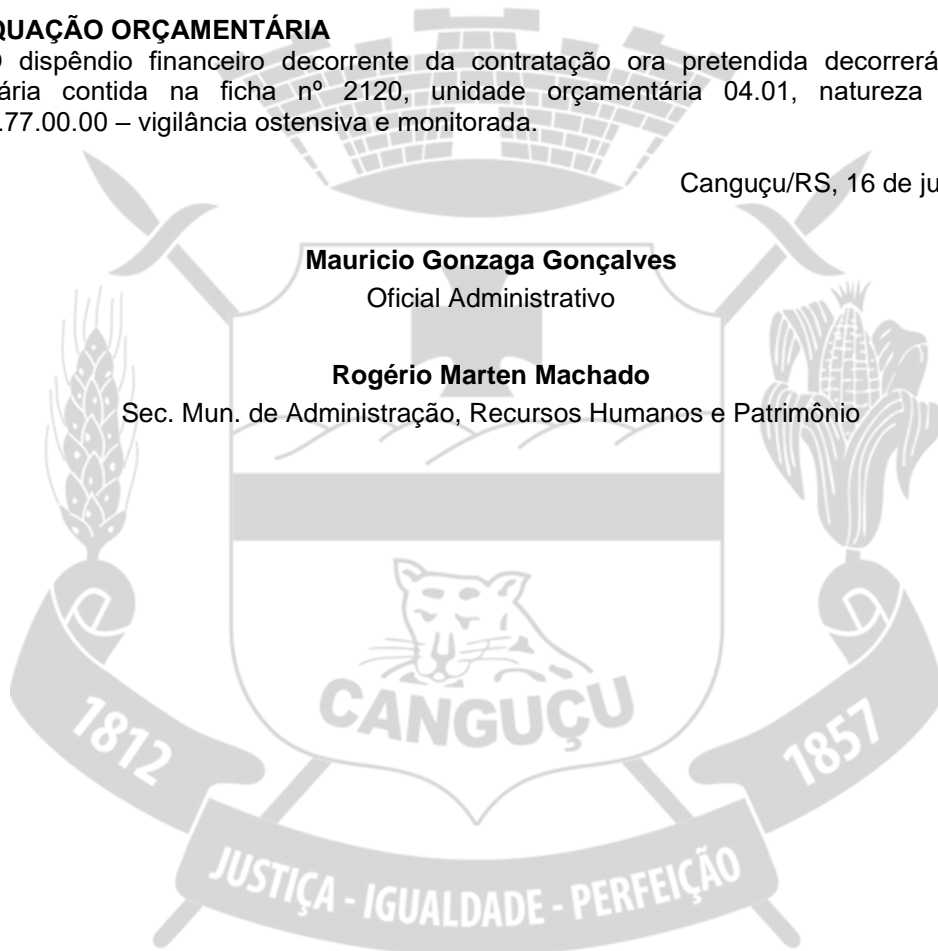 QUAÇÃO ORÇAMENTÁRIA
dispêndio financeiro decorrente da contratação ora pretendida decorrerá
ária contida na ficha nº 2120, unidade orçamentária 04.01, natureza
.77.00.00 – vigilância ostensiva e monitorada.
Canguçu/RS, 16 de ju
Mauricio Gonzaga Gonçalves
Oficial Administrativo
Rogério Marten Machado
Sec. Mun. de Administração, Recursos Humanos e Patrimônio
CANGUÇU
1812
1857
JUSTIÇA - IGUALDADE - PERFEIÇÃO